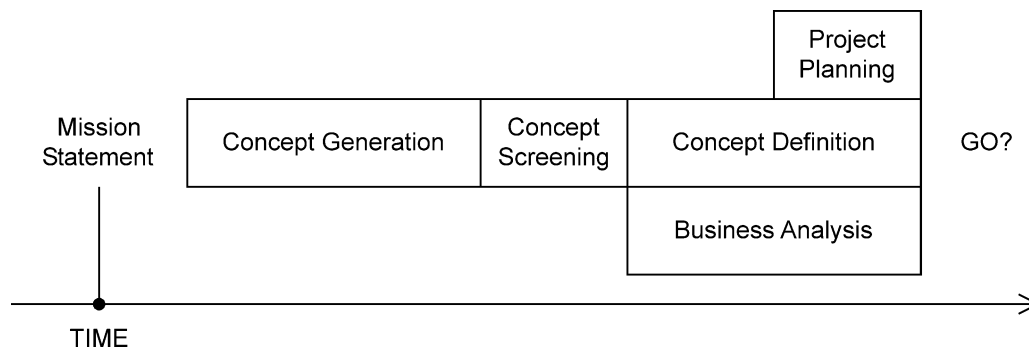 Project
Planning
Mission
Statement
Concept Generation
Concept
Screening
Concept Definition
GO?
Business Analysis
TIME